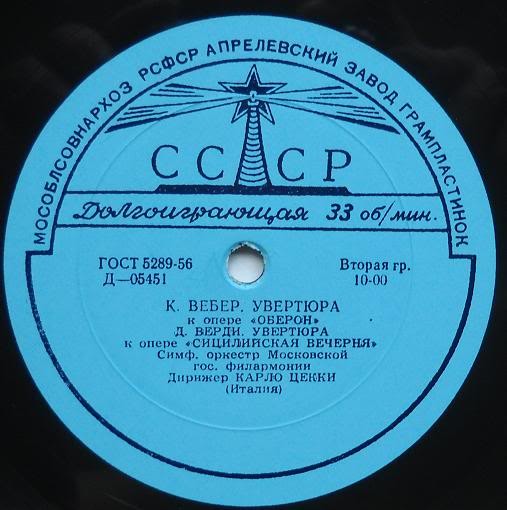 МОСОБЛСОВНАРХОЗ РСФСР АПРЕЛЕВСКИЙ ЗАВОД ГРАМПЛАСТИНОК
СССР
Долгоиграющая 33 об/мин.
ГОСТ 5289-56 Вторая гр.
Д—05451 10-00
К. ВЕБЕР. УВЕРТЮРА
к опере «ОБЕРОН»
Д. ВЕРДИ. УВЕРТЮРА
к опере «СИЦИЛИЙСКАЯ ВЕЧЕРНЯ»
Симф. оркестр Московской
гос. филармонии
Дирижер КАРЛО ЦЕККИ
(Италия)